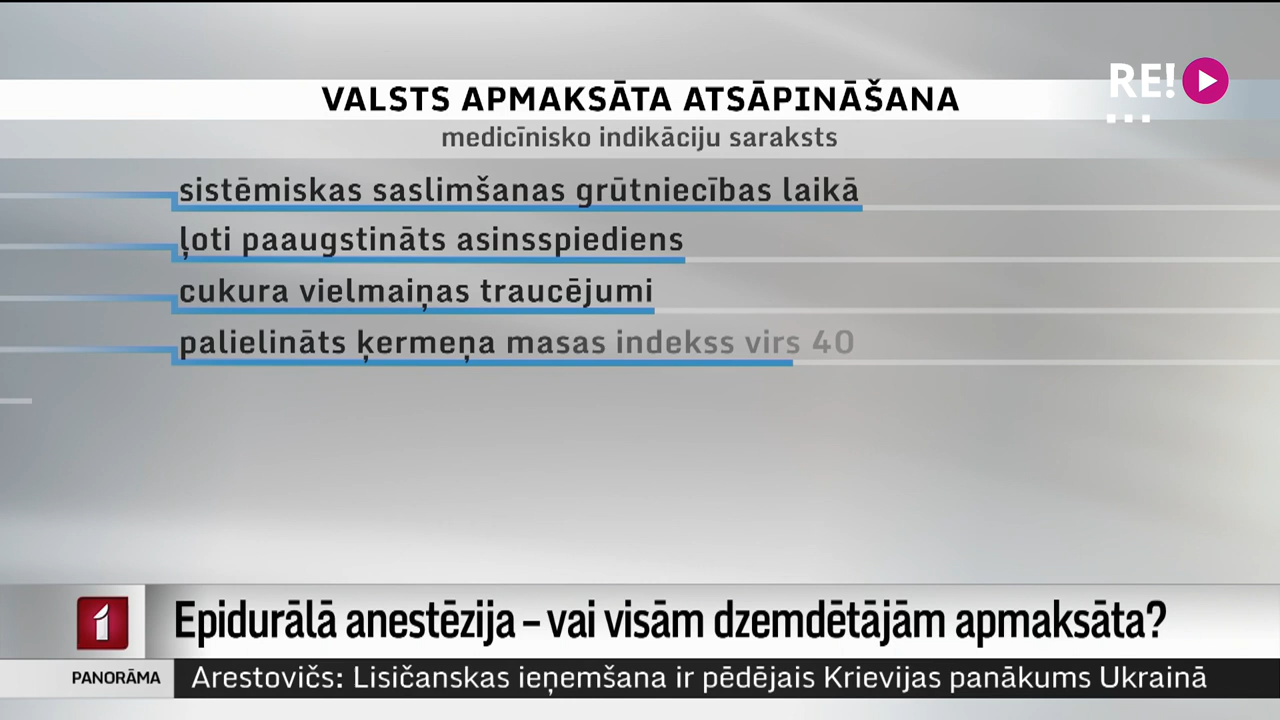 VALSTS APMAKSĀTA ATSĀPINĀŠANA
RE!
medicīnisko indikāciju saraksts
sistēmiskas saslimšanas grūtniecības laikā
ļoti paaugstināts asinsspiediens
cukura vielmaiņas traucējumi
palielināts ķermeņa masas indekss virs 40
1
Epidurālā anestēzija – vai visām dzemdētājām apmaksāta?
PANORĀMA
Arestovičs: Lisičanskas ieņemšana ir pēdējais Krievijas panākums Ukrainā